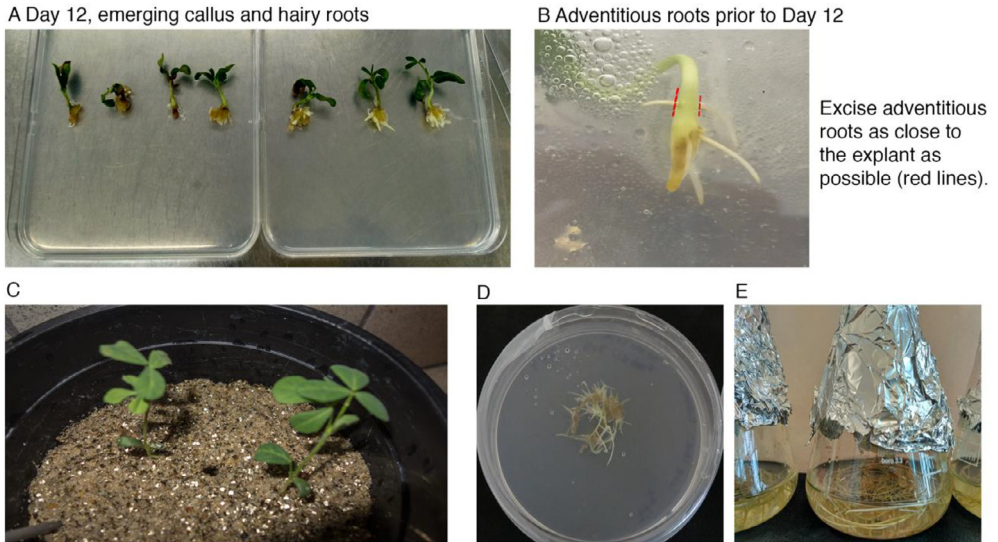 A Day 12, emerging callus and hairy roots
B Adventitious roots prior to Day 12
Excise adventitious
roots as close to
the explant as
possible (red lines).
C
D
E